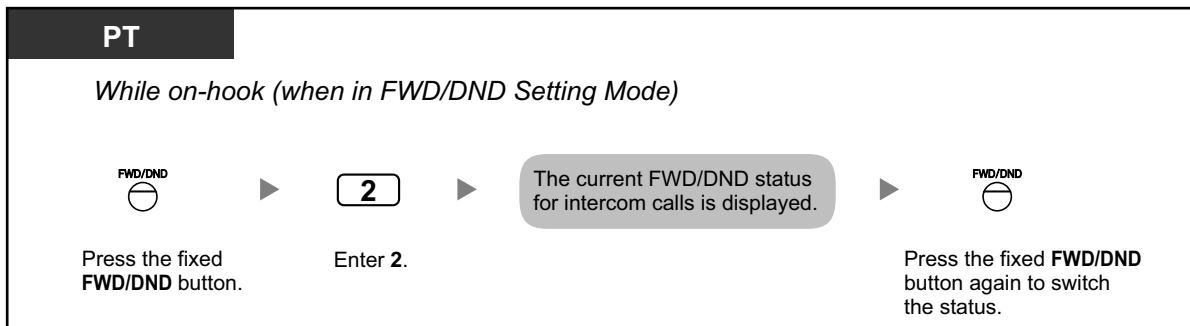 PT
While on-hook (when in FWD/DND Setting Mode)
FWD/DND
Press the fixed
FWD/DND button.
2
Enter 2.
The current FWD/DND status
for intercom calls is displayed.
FWD/DND
Press the fixed FWD/DND
button again to switch
the status.